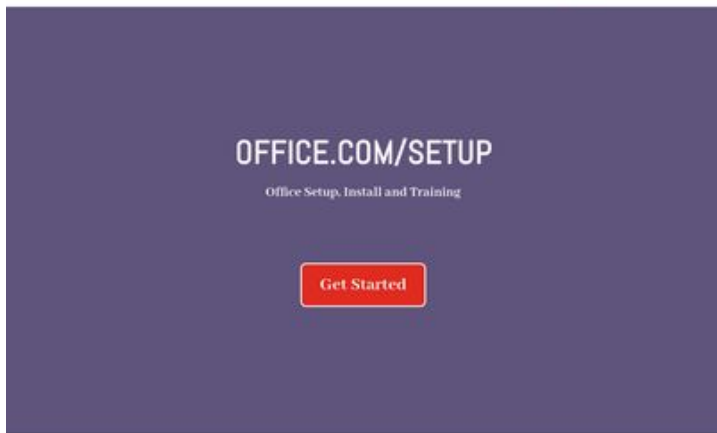 OFFICE.COM/SETUP
Office Setup, Install and Training
Get Started